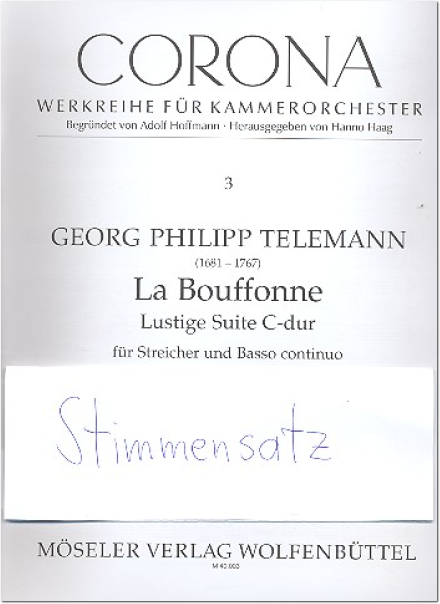 CORONA
WERKREIHE FÜR KAMMERORCHESTER
Begründet von Adolf Hoffmann · Herausgegeben von Hanno Haag
3
GEORG PHILIPP TELEMANN
(1681 – 1767)
La Bouffonne
Lustige Suite C-dur
für Streicher und Basso continuo
Stimmensatz
MÖSELER VERLAG WOLFENBÜTTEL
M 40.003